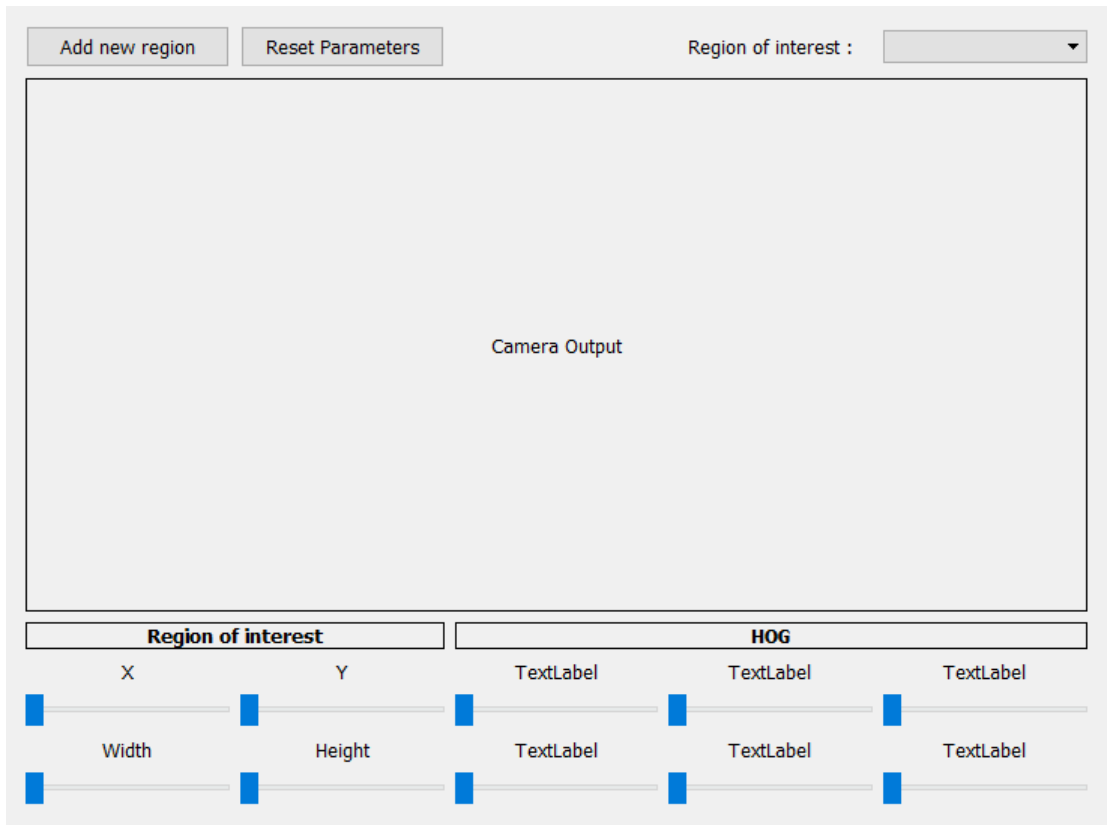 Add new region Reset Parameters Region of interest :
Camera Output
Region of interest HOG
X Y TextLabel TextLabel TextLabel
Width Height TextLabel TextLabel TextLabel